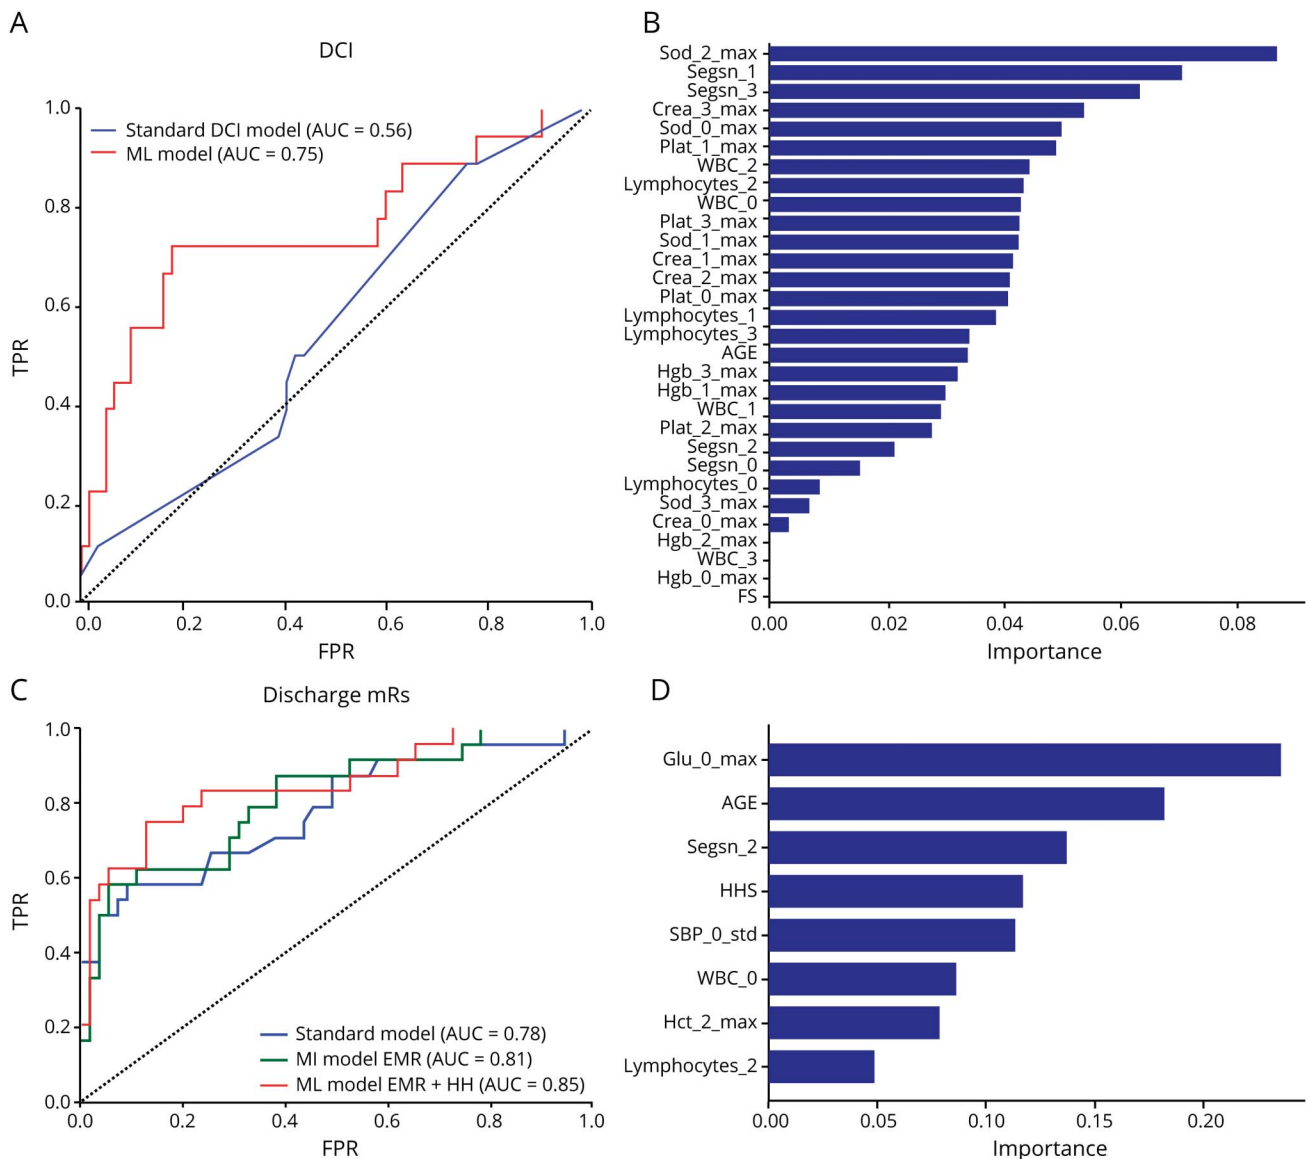 A
DCI
1.0
0.8
0.6
0.4
0.2
0.0
TPR
Standard DCI model (AUC = 0.56)
ML model (AUC = 0.75)
0.0 0.2 0.4 0.6 0.8 1.0
FPR
B
Sod_2_max
Segsn_1
Segsn_3
Crea_3_max
Sod_0_max
Plat_1_max
WBC_2
Lymphocytes_2
WBC_0
Plat_3_max
Sod_1_max
Crea_1_max
Crea_2_max
Plat_0_max
Lymphocytes_1
Lymphocytes_3
AGE
Hgb_3_max
Hgb_1_max
WBC_1
Plat_2_max
Segsn_2
Segsn_0
Lymphocytes_0
Sod_3_max
Crea_0_max
Hgb_2_max
WBC_3
Hgb_0_max
FS
0.00 0.02 0.04 0.06 0.08
Importance
C
Discharge mRs
1.0
0.8
0.6
0.4
0.2
0.0
TPR
Standard model (AUC = 0.78)
MI model EMR (AUC = 0.81)
ML model EMR + HH (AUC = 0.85)
0.0 0.2 0.4 0.6 0.8 1.0
FPR
D
Glu_0_max
AGE
Segsn_2
HHS
SBP_0_std
WBC_0
Hct_2_max
Lymphocytes_2
0.00 0.05 0.10 0.15 0.20
Importance